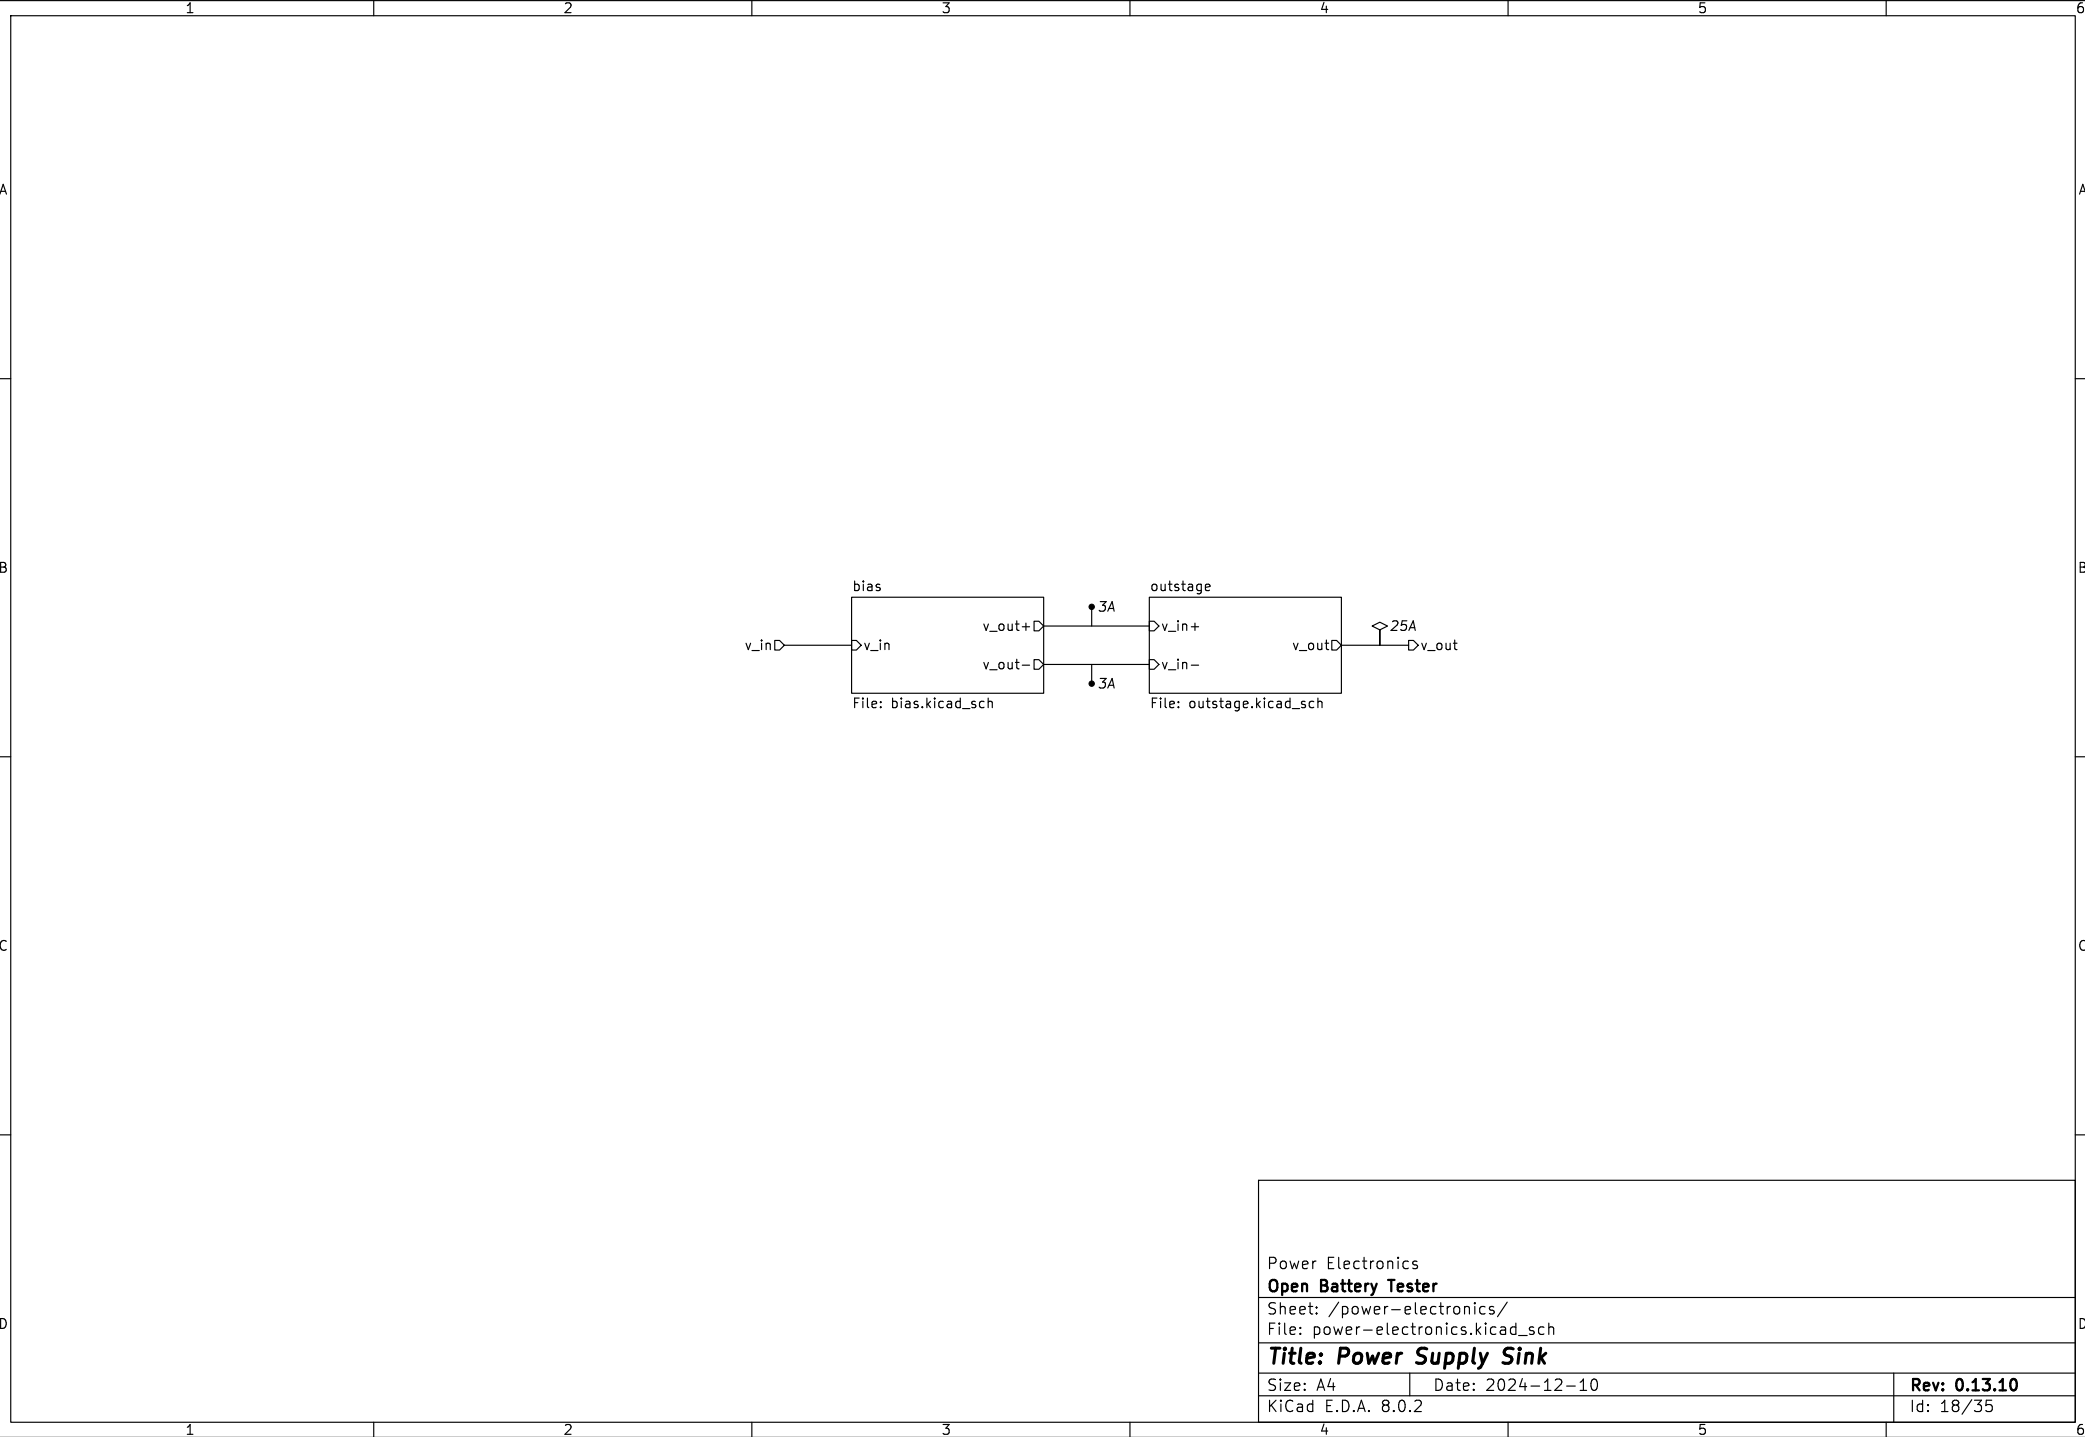 1 2 3 4 5 6
A A
B B
bias
outstage
3A
v_out+ v_in+
25A
v_in v_in
v_out v_out
v_out- v_in-
3A
File: bias.kicad_sch
File: outstage.kicad_sch
C C
Power Electronics
Open Battery Tester
Sheet: /power-electronics/
File: power-electronics.kicad_sch
D D
Title: Power Supply Sink
Size: A4 Date: 2024-12-10 Rev: 0.13.10
KiCad E.D.A. 8.0.2 Id: 18/35
1 2 3 4 5 6